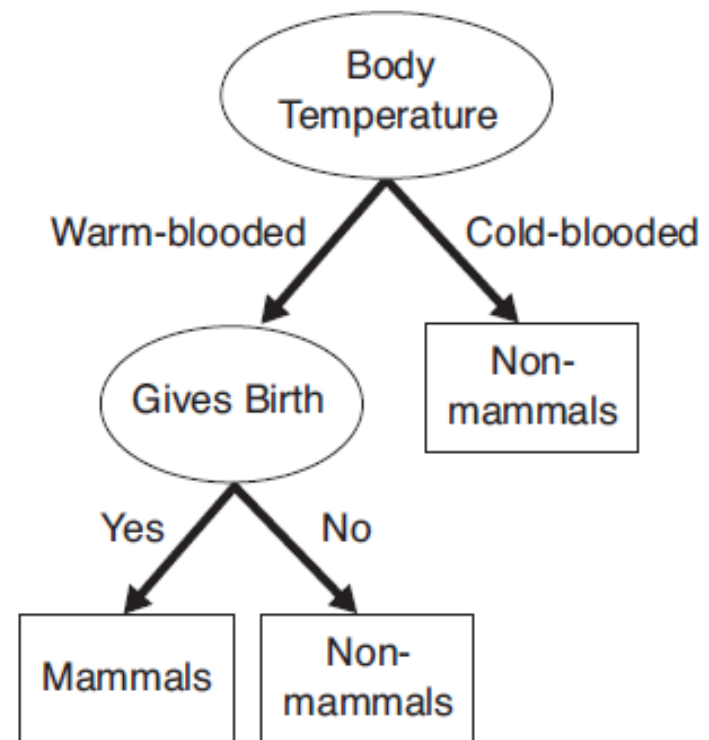 Body
Temperature
Warm-blooded
Cold-blooded
Gives Birth
Non-
mammals
Yes
No
Mammals
Non-
mammals